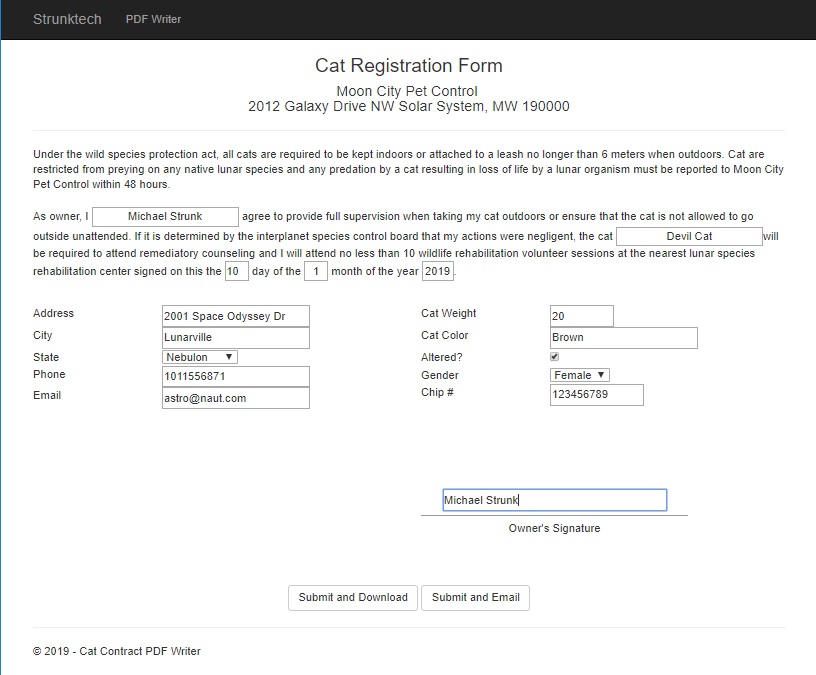 Strunktech PDF Writer
Cat Registration Form
Moon City Pet Control
2012 Galaxy Drive NW Solar System, MW 190000
Under the wild species protection act, all cats are required to be kept indoors or attached to a leash no longer than 6 meters when outdoors. Cat are
restricted from preying on any native lunar species and any predation by a cat resulting in loss of life by a lunar organism must be reported to Moon City
Pet Control within 48 hours.
As owner, I Michael Strunk agree to provide full supervision when taking my cat outdoors or ensure that the cat is not allowed to go
outside unattended. If it is determined by the interplanet species control board that my actions were negligent, the cat Devil Cat will
be required to attend remediatory counseling and I will attend no less than 10 wildlife rehabilitation volunteer sessions at the nearest lunar species
rehabilitation center signed on this the 10 day of the 1 month of the year 2019.
Address 2001 Space Odyssey Dr Cat Weight 20
City Lunarville Cat Color Brown
State Nebulon Altered?
Phone 1011556871 Gender Female
Email astro@naut.com Chip # 123456789
Michael Strunk
Owner's Signature
Submit and Download Submit and Email
© 2019 - Cat Contract PDF Writer